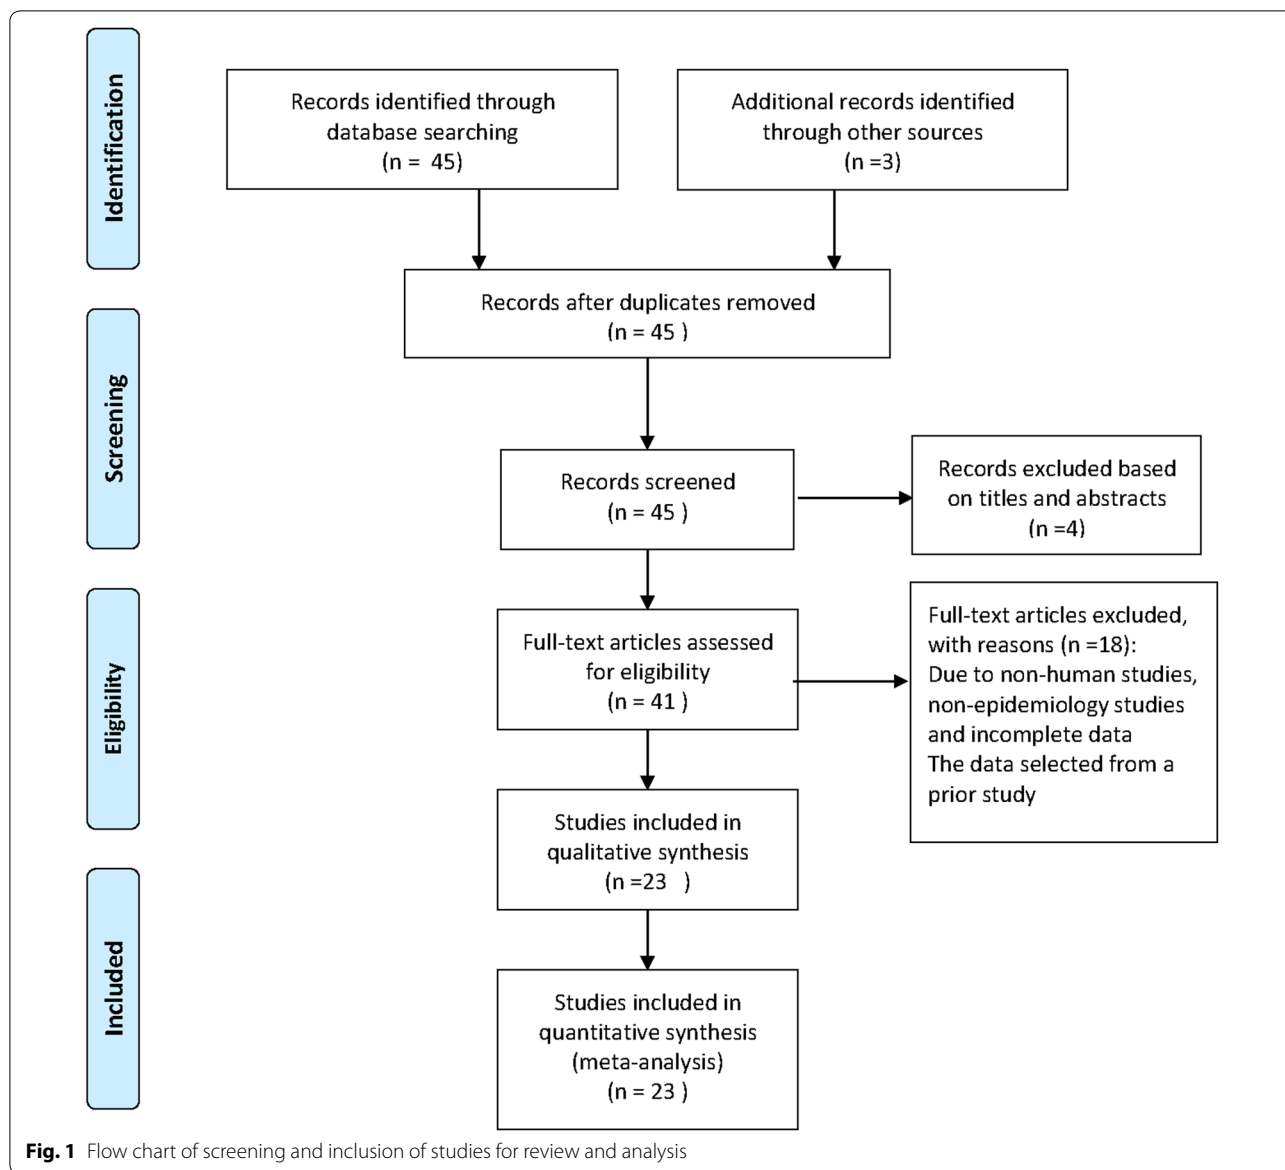 Identification
Records identified through
database searching
(n = 45)
Additional records identified
through other sources
(n =3)
Records after duplicates removed
(n = 45 )
Screening
Records screened
(n = 45 )
Records excluded based
on titles and abstracts
(n =4)
Eligibility
Full-text articles assessed
for eligibility
(n = 41 )
Full-text articles excluded,
with reasons (n =18):
Due to non-human studies,
non-epidemiology studies
and incomplete data
The data selected from a
prior study
Studies included in
qualitative synthesis
(n =23 )
Included
Studies included in
quantitative synthesis
(meta-analysis)
(n = 23 )
Fig. 1 Flow chart of screening and inclusion of studies for review and analysis